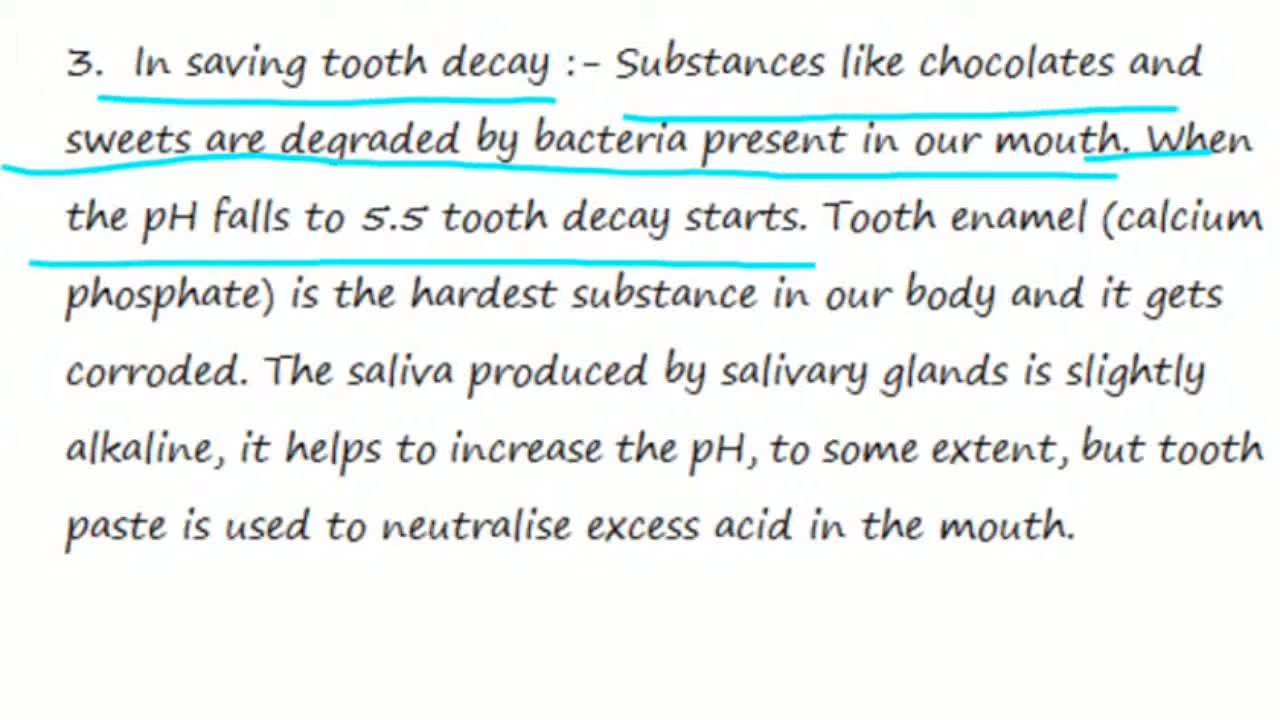 3. In saving tooth decay :- Substances like chocolates and
sweets are degraded by bacteria present in our mouth. When
the pH falls to 5.5 tooth decay starts. Tooth enamel (calcium
phosphate) is the hardest substance in our body and it gets
corroded. The saliva produced by salivary glands is slightly
alkaline, it helps to increase the pH, to some extent, but tooth
paste is used to neutralise excess acid in the mouth.